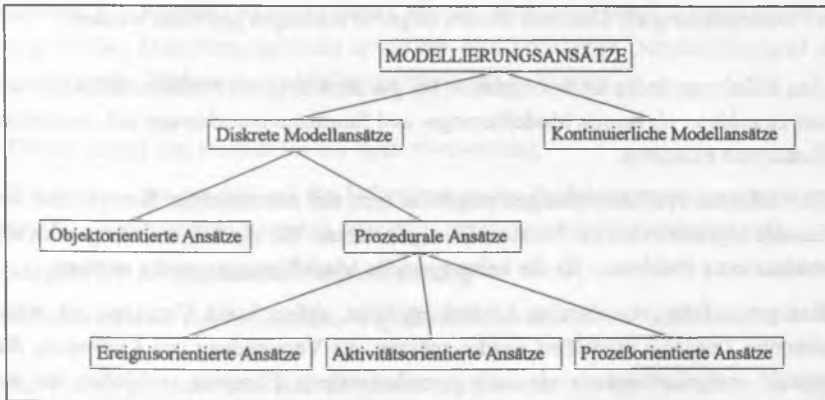 MODELLIERUNGSANSÄTZE
Diskrete Modellansätze Kontinuierliche Modellansätze
Objektorientierte Ansätze Prozedurale Ansätze
Ereignisorientierte Ansätze Aktivitätsorientierte Ansätze Prozeßorientierte Ansätze